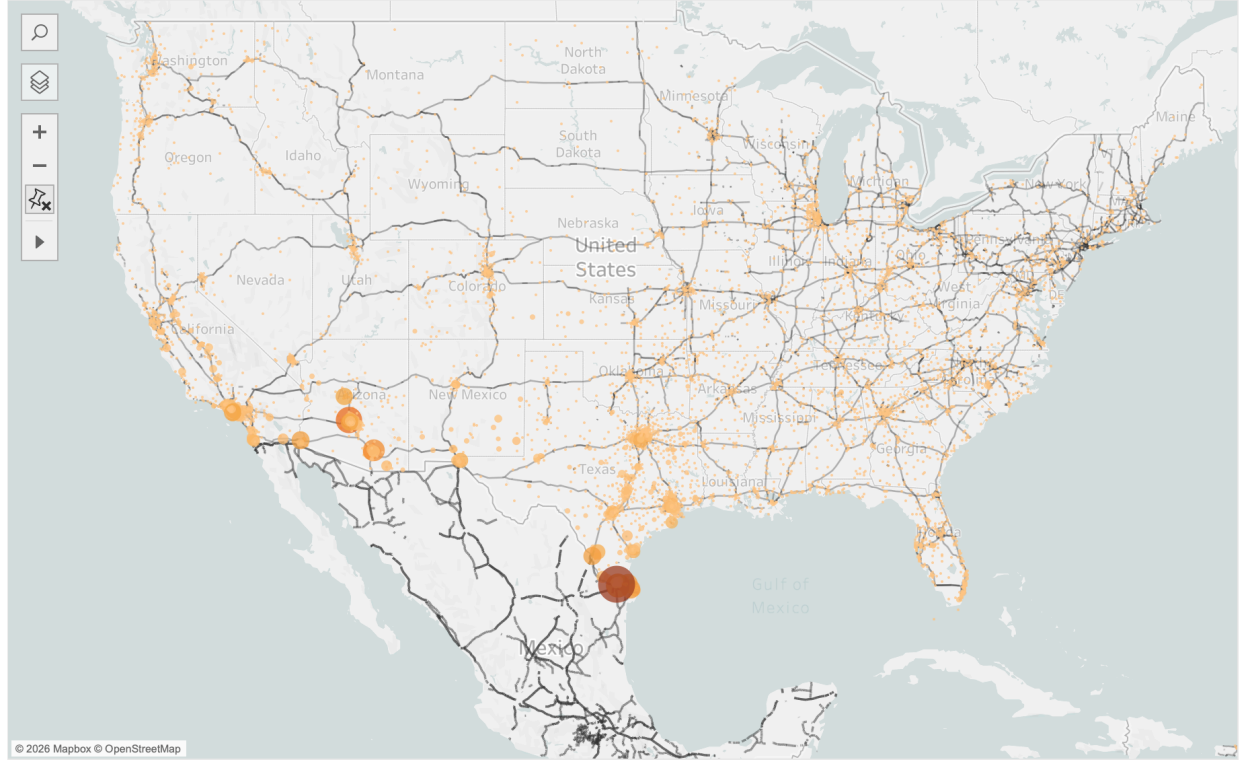 Washington
Montana
North
Dakota
Minnesota
Maine
Oregon
Idaho
South
Dakota
Wisconsin
Wyoming
Michigan
New York
Nebraska
Iowa
United
States
Pennsylvania
Nevada
Utah
Colorado
Illinois
Indiana
Ohio
Kansas
Missouri
West
Virginia
De
California
Kentucky
Oklahoma
Tennessee
Arizona
New Mexico
Arkansas
Mississippi
Georgia
Texas
Louisiana
Florida
Gulf of
Mexico
Mexico
© 2026 Mapbox © OpenStreetMap